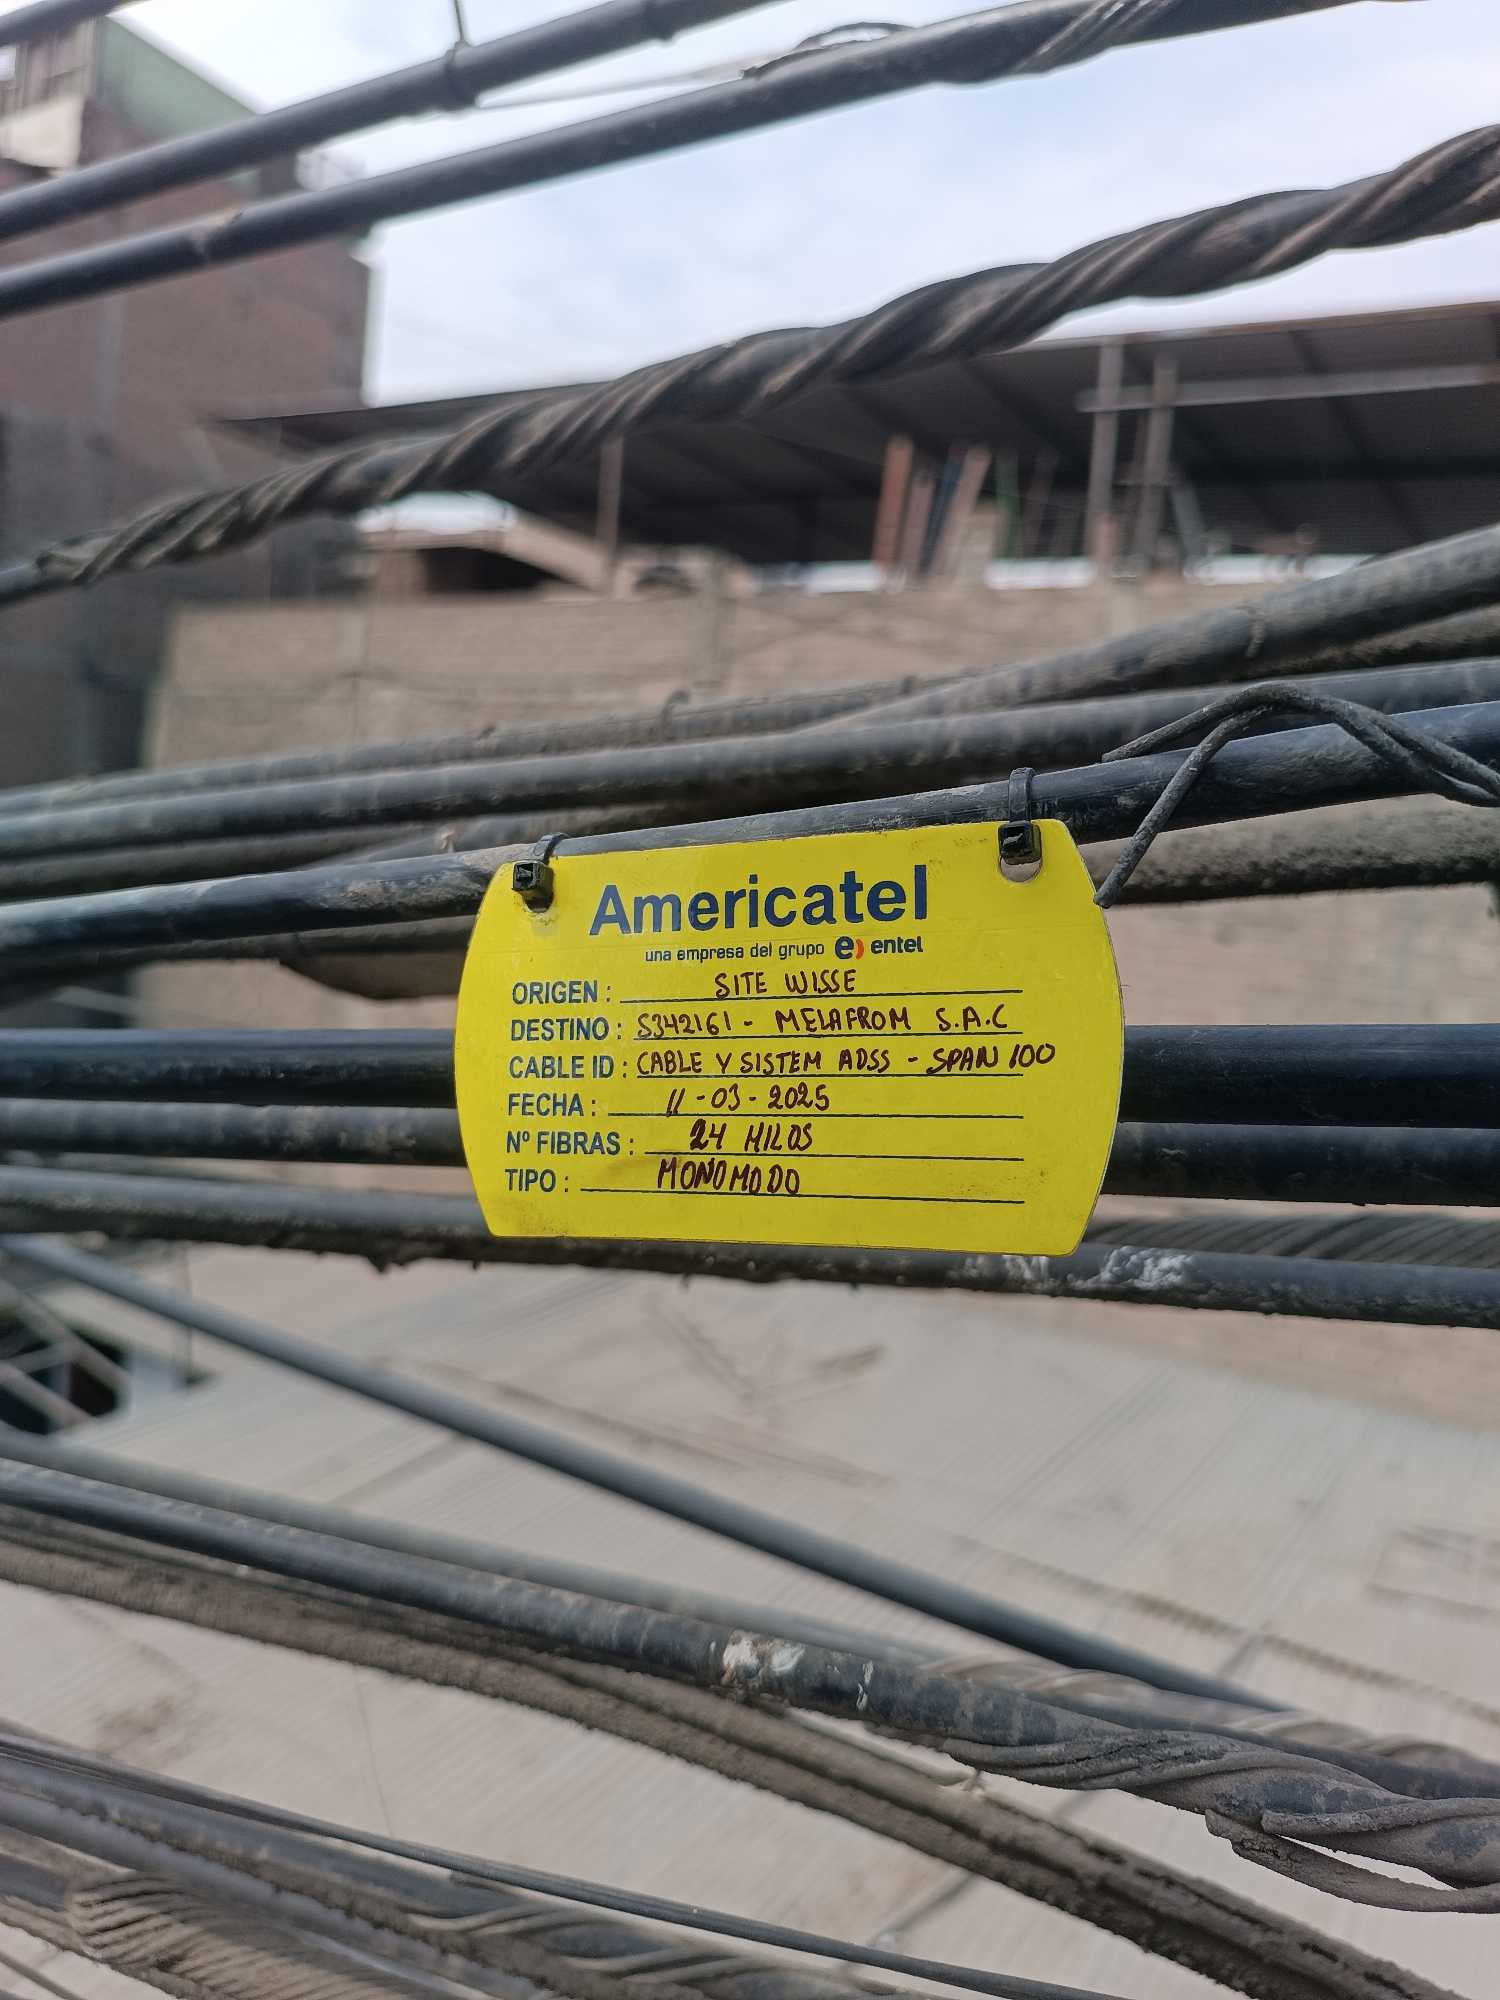 Americatel
una empresa del grupo e) entel
ORIGEN : SITE WISSE
DESTINO : S342161 - MELAFROM S.A.C
CABLE ID : CABLE Y SISTEM ADSS - SPAN 100
FECHA : 11-03-2025
Nº FIBRAS : 24 HILOS
TIPO : MONOMODO